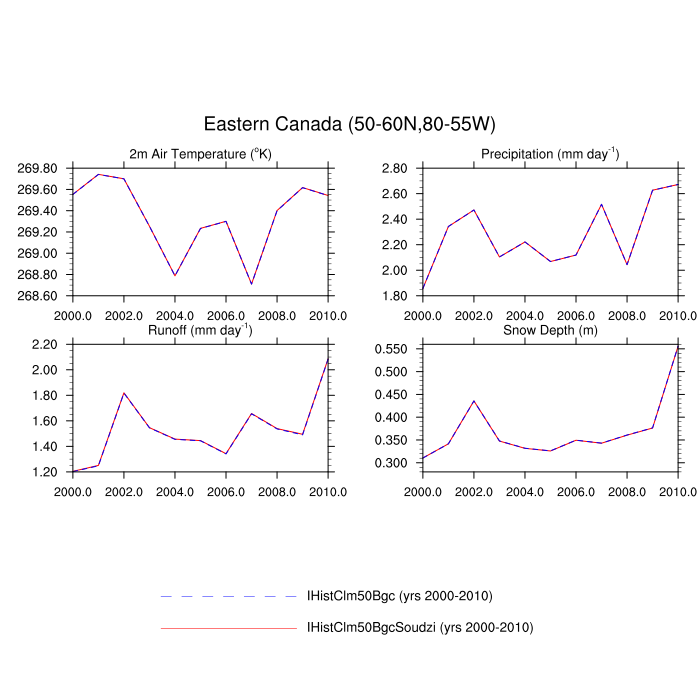 Eastern Canada (50-60N,80-55W)
2m Air Temperature (°K)
269.80
269.60
269.40
269.20
269.00
268.80
268.60
2000.0 2002.0 2004.0 2006.0 2008.0 2010.0
Precipitation (mm day⁻¹)
2.80
2.60
2.40
2.20
2.00
1.80
2000.0 2002.0 2004.0 2006.0 2008.0 2010.0
Runoff (mm day⁻¹)
2.20
2.00
1.80
1.60
1.40
1.20
2000.0 2002.0 2004.0 2006.0 2008.0 2010.0
Snow Depth (m)
0.550
0.500
0.450
0.400
0.350
0.300
2000.0 2002.0 2004.0 2006.0 2008.0 2010.0
IHistClm50Bgc (yrs 2000-2010)
IHistClm50BgcSoudzi (yrs 2000-2010)